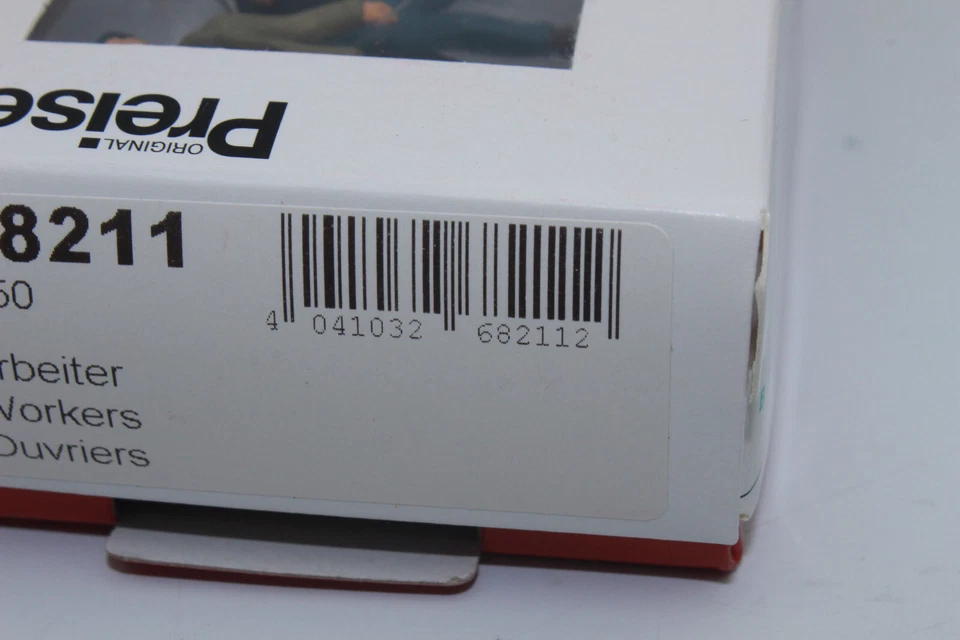 Preise
ORIGINAL
8211
50
rbeiter
Workers
Ouvriers
4 041032 682112